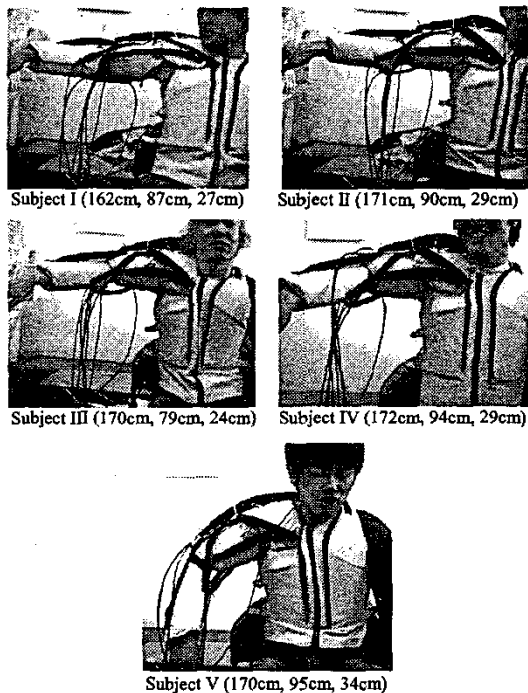 Subject I (162cm, 87cm, 27cm)
Subject II (171cm, 90cm, 29cm)
Subject III (170cm, 79cm, 24cm)
Subject IV (172cm, 94cm, 29cm)
Subject V (170cm, 95cm, 34cm)